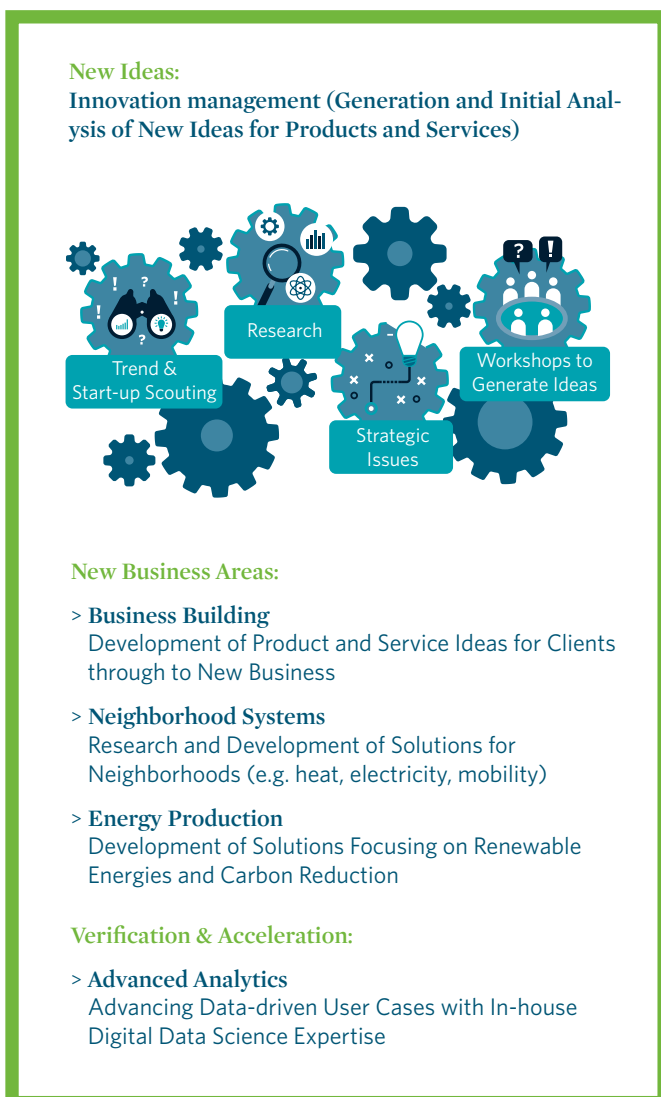 New Ideas:
Innovation management (Generation and Initial Anal-
ysis of New Ideas for Products and Services)
? !
! ? !
! !
?
Research
Trend &
Start-up Scouting
Workshops to
Generate Ideas
Strategic
Issues
New Business Areas:
> Business Building
Development of Product and Service Ideas for Clients
through to New Business
> Neighborhood Systems
Research and Development of Solutions for
Neighborhoods (e.g. heat, electricity, mobility)
> Energy Production
Development of Solutions Focusing on Renewable
Energies and Carbon Reduction
Verification & Acceleration:
> Advanced Analytics
Advancing Data-driven User Cases with In-house
Digital Data Science Expertise